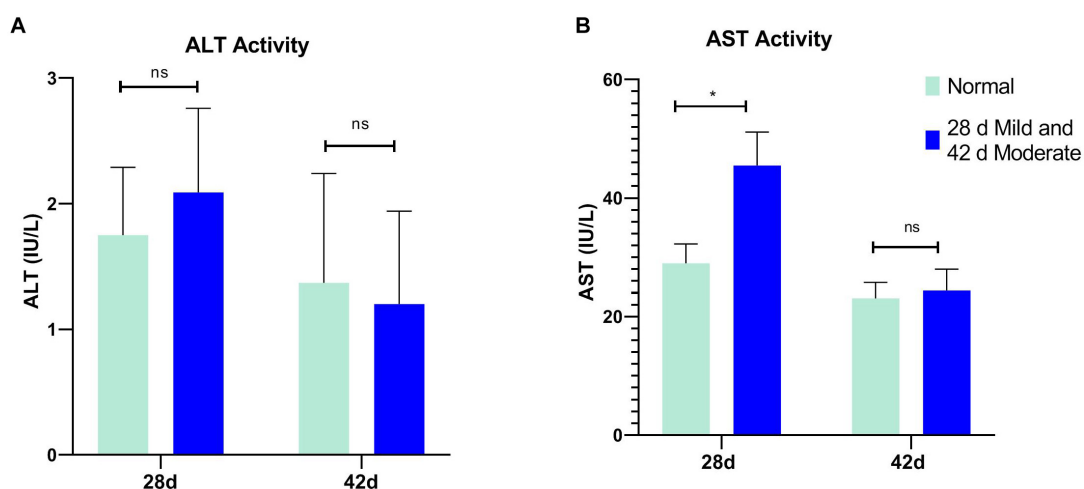 A
ALT Activity
ALT (IU/L)
3
2
1
0
ns
ns
28d
42d
B
AST Activity
AST (IU/L)
60
40
20
0
*
ns
28d
42d
Normal
28 d Mild and
42 d Moderate